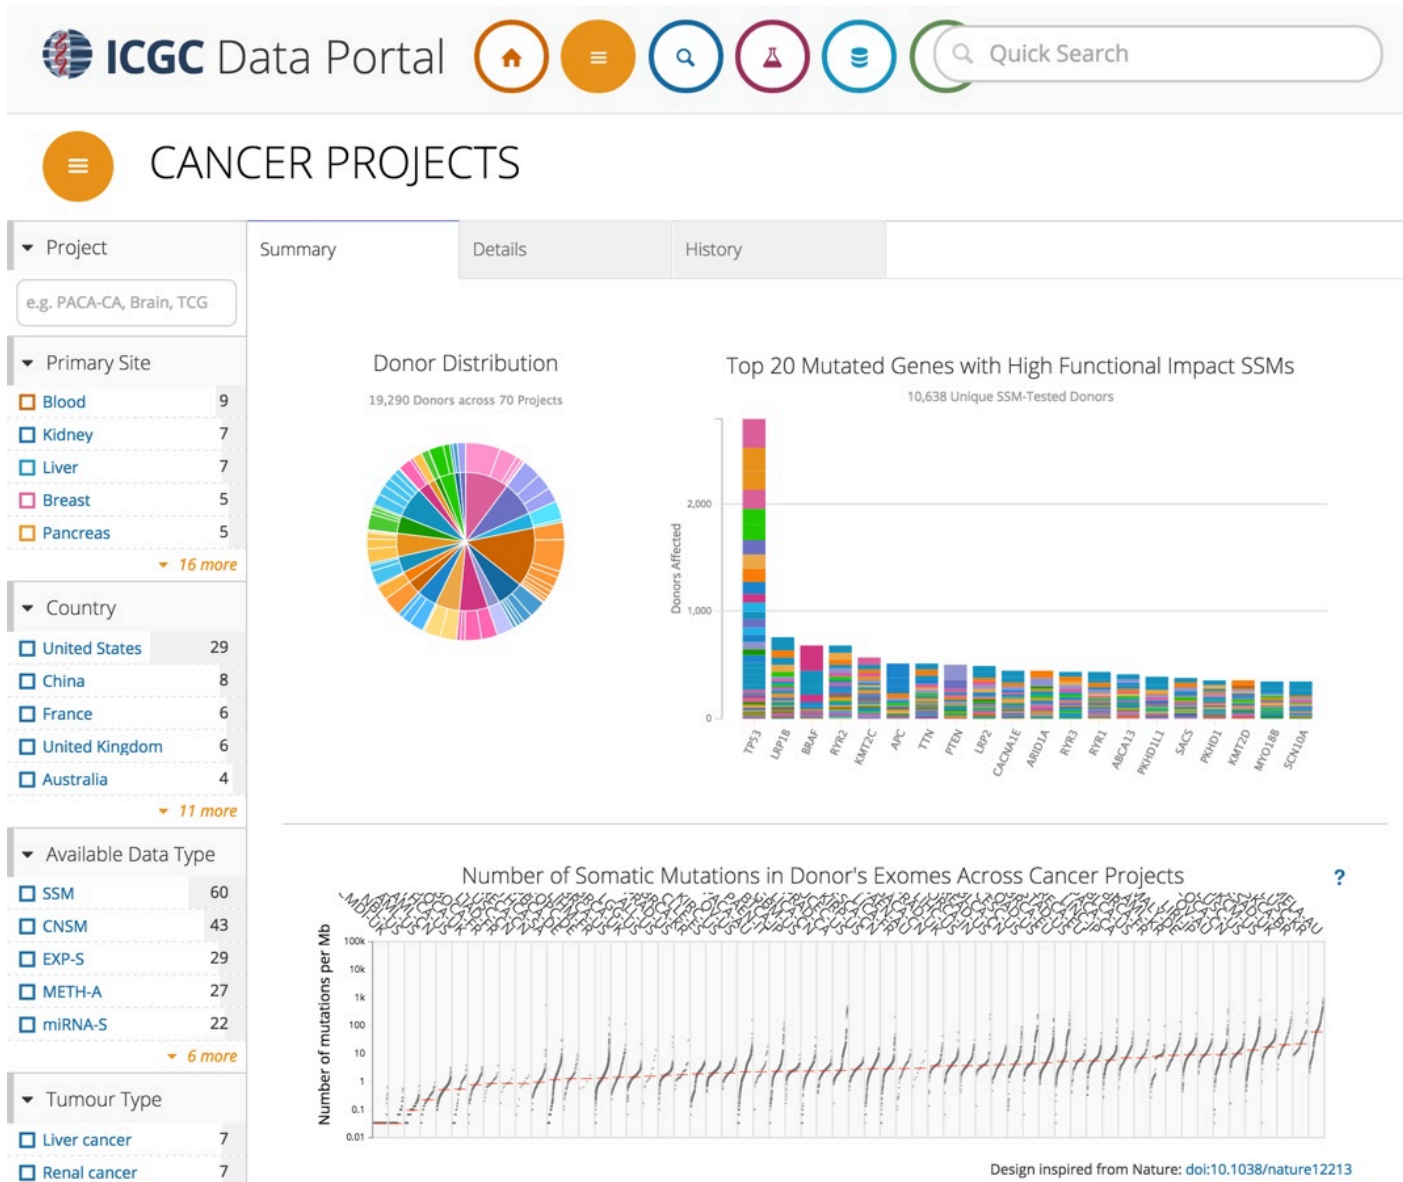 ICGC Data Portal
Quick Search
CANCER PROJECTS
Project
e.g. PACA-CA, Brain, TCG
Primary Site
Blood 9
Kidney 7
Liver 7
Breast 5
Pancreas 5
16 more
Country
United States 29
China 8
France 6
United Kingdom 6
Australia 4
11 more
Available Data Type
SSM 60
CNSM 43
EXP-S 29
METH-A 27
miRNA-S 22
6 more
Tumour Type
Liver cancer 7
Renal cancer 7
Summary Details History
Donor Distribution
19,290 Donors across 70 Projects
Top 20 Mutated Genes with High Functional Impact SSMs
10,638 Unique SSM-Tested Donors
Donors Affected
2,000
1,000
0
TP53 LRP1B BRAF RYR2 KMT2C APC TTN PTEN LRP2 CACNA1E ARID1A RYR3 RYR1 ABCA13 PKHD1L1 SACS PKHD1 KMT2D MYO18B SCN10A
Number of Somatic Mutations in Donor's Exomes Across Cancer Projects
?
MELA-AU
Number of mutations per Mb
100k
10k
1k
100
10
1
0.1
0.01
Design inspired from Nature: doi:10.1038/nature12213